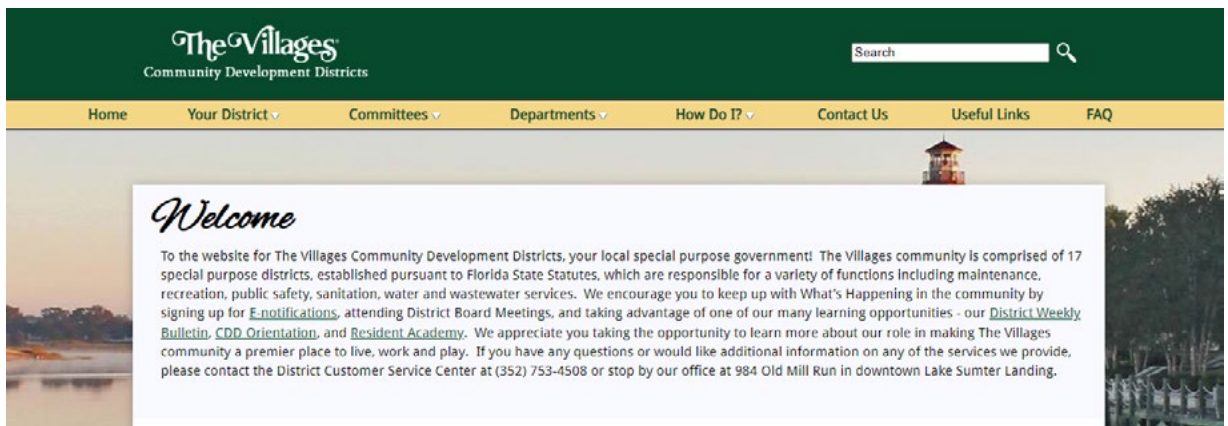 The Villages
Community Development Districts
Search
Home Your District Committees Departments How Do I? Contact Us Useful Links FAQ
Welcome
To the website for The Villages Community Development Districts, your local special purpose government! The Villages community is comprised of 17
special purpose districts, established pursuant to Florida State Statutes, which are responsible for a variety of functions including maintenance,
recreation, public safety, sanitation, water and wastewater services. We encourage you to keep up with What's Happening in the community by
signing up for E-notifications, attending District Board Meetings, and taking advantage of one of our many learning opportunities - our District Weekly
Bulletin, CDD Orientation, and Resident Academy. We appreciate you taking the opportunity to learn more about our role in making The Villages
community a premier place to live, work and play. If you have any questions or would like additional information on any of the services we provide,
please contact the District Customer Service Center at (352) 753-4508 or stop by our office at 984 Old Mill Run in downtown Lake Sumter Landing.